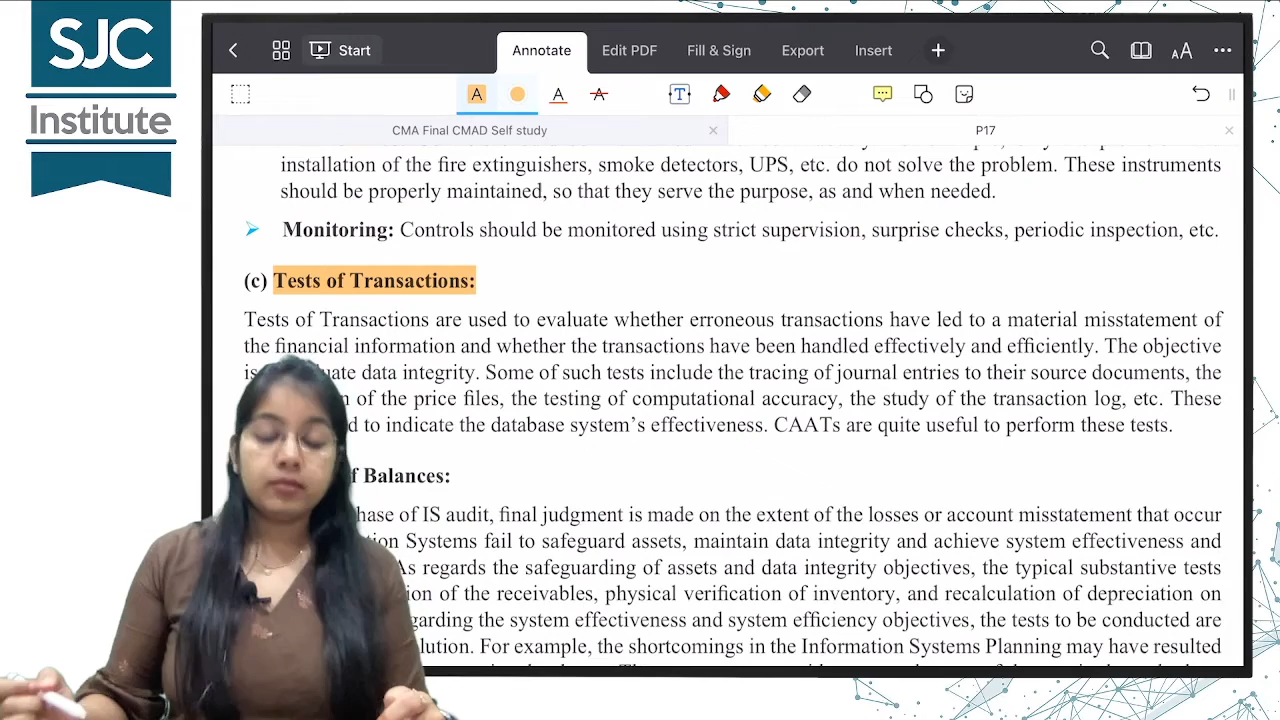 SJC
Institute
Start
Annotate
Edit PDF
Fill & Sign
Export
Insert
AA
A
A
A
T
CMA Final CMAD Self study
P17
installation of the fire extinguishers, smoke detectors, UPS, etc. do not solve the problem. These instruments
should be properly maintained, so that they serve the purpose, as and when needed.
Monitoring: Controls should be monitored using strict supervision, surprise checks, periodic inspection, etc.
(c) Tests of Transactions:
Tests of Transactions are used to evaluate whether erroneous transactions have led to a material misstatement of
the financial information and whether the transactions have been handled effectively and efficiently. The objective
data integrity. Some of such tests include the tracing of journal entries to their source documents, the
of the price files, the testing of computational accuracy, the study of the transaction log, etc. These
to indicate the database system's effectiveness. CAATs are quite useful to perform these tests.
Balances:
of IS audit, final judgment is made on the extent of the losses or account misstatement that occur
Systems fail to safeguard assets, maintain data integrity and achieve system effectiveness and
As regards the safeguarding of assets and data integrity objectives, the typical substantive tests
of the receivables, physical verification of inventory, and recalculation of depreciation on
the system effectiveness and system efficiency objectives, the tests to be conducted are
For example, the shortcomings in the Information Systems Planning may have resulted